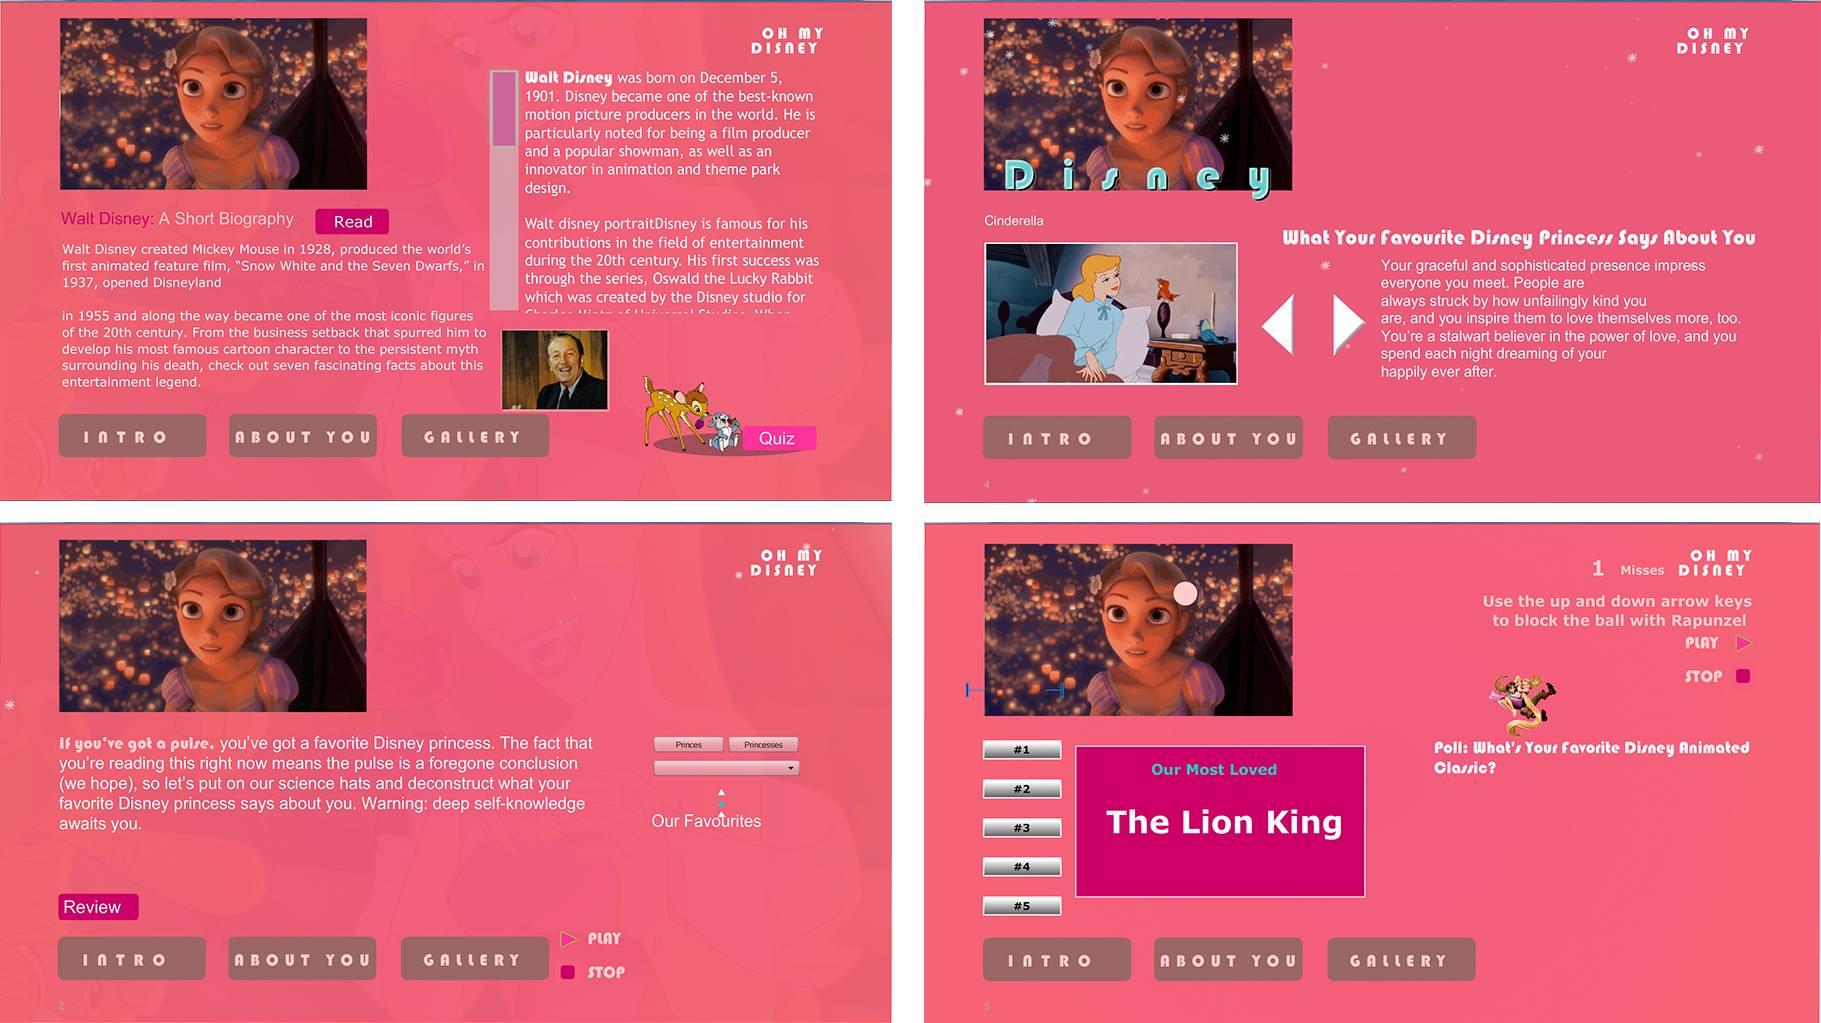 OH MY
DISNEY
Walt Disney was born on December 5,
1901. Disney became one of the best-known
motion picture producers in the world. He is
particularly noted for being a film producer
and a popular showman, as well as an
innovator in animation and theme park
design.
Walt disney portraitDisney is famous for his
contributions in the field of entertainment
during the 20th century. His first success was
through the series, Oswald the Lucky Rabbit
which was created by the Disney studio for
Charles Mintz of Universal Studios. When
Walt Disney: A Short Biography
Read
Walt Disney created Mickey Mouse in 1928, produced the world's
first animated feature film, “Snow White and the Seven Dwarfs,” in
1937, opened Disneyland
in 1955 and along the way became one of the most iconic figures
of the 20th century. From the business setback that spurred him to
develop his most famous cartoon character to the persistent myth
surrounding his death, check out seven fascinating facts about this
entertainment legend.
INTRO
ABOUT YOU
GALLERY
Quiz
OH MY
DISNEY
Disney
Cinderella
What Your Favourite Disney Princess Says About You
Your graceful and sophisticated presence impress
everyone you meet. People are
always struck by how unfailingly kind you
are, and you inspire them to love themselves more, too.
You're a stalwart believer in the power of love, and you
spend each night dreaming of your
happily ever after.
INTRO
ABOUT YOU
GALLERY
4
OH MY
DISNEY
If you've got a pulse, you've got a favorite Disney princess. The fact that
you're reading this right now means the pulse is a foregone conclusion
(we hope), so let's put on our science hats and deconstruct what your
favorite Disney princess says about you. Warning: deep self-knowledge
awaits you.
Princes
Princesses
Our Favourites
Review
INTRO
ABOUT YOU
GALLERY
PLAY
STOP
2
OH MY
DISNEY
1 Misses
Use the up and down arrow keys
to block the ball with Rapunzel
PLAY
STOP
Poll: What's Your Favorite Disney Animated
Classic?
#1
#2
#3
#4
#5
Our Most Loved
The Lion King
INTRO
ABOUT YOU
GALLERY
5